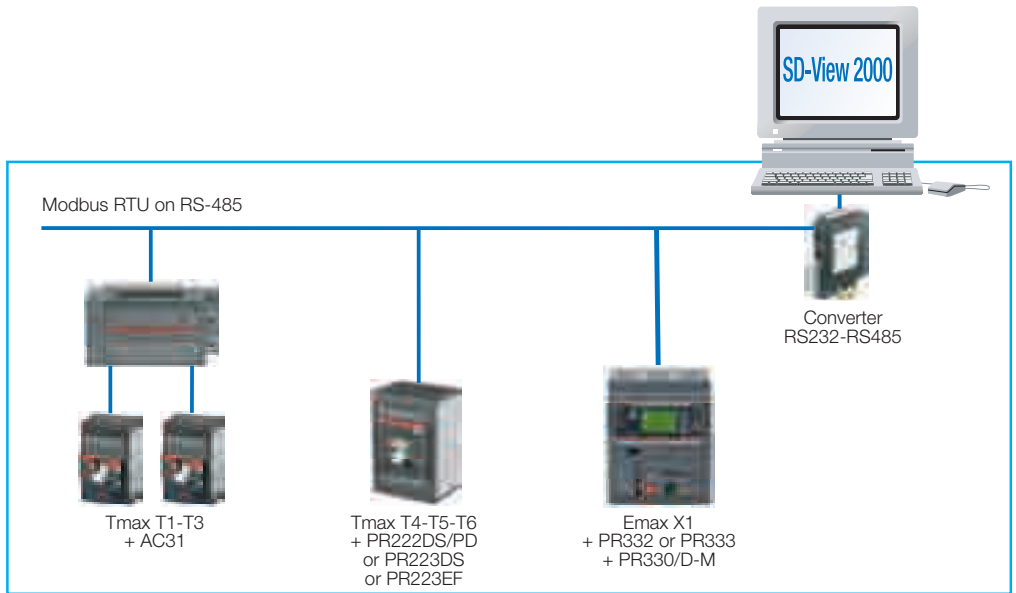 SD-View 2000
Modbus RTU on RS-485
Converter
RS232-RS485
Tmax T1-T3
+ AC31
Tmax T4-T5-T6
+ PR222DS/PD
or PR223DS
or PR223EF
Emax X1
+ PR332 or PR333
+ PR330/D-M